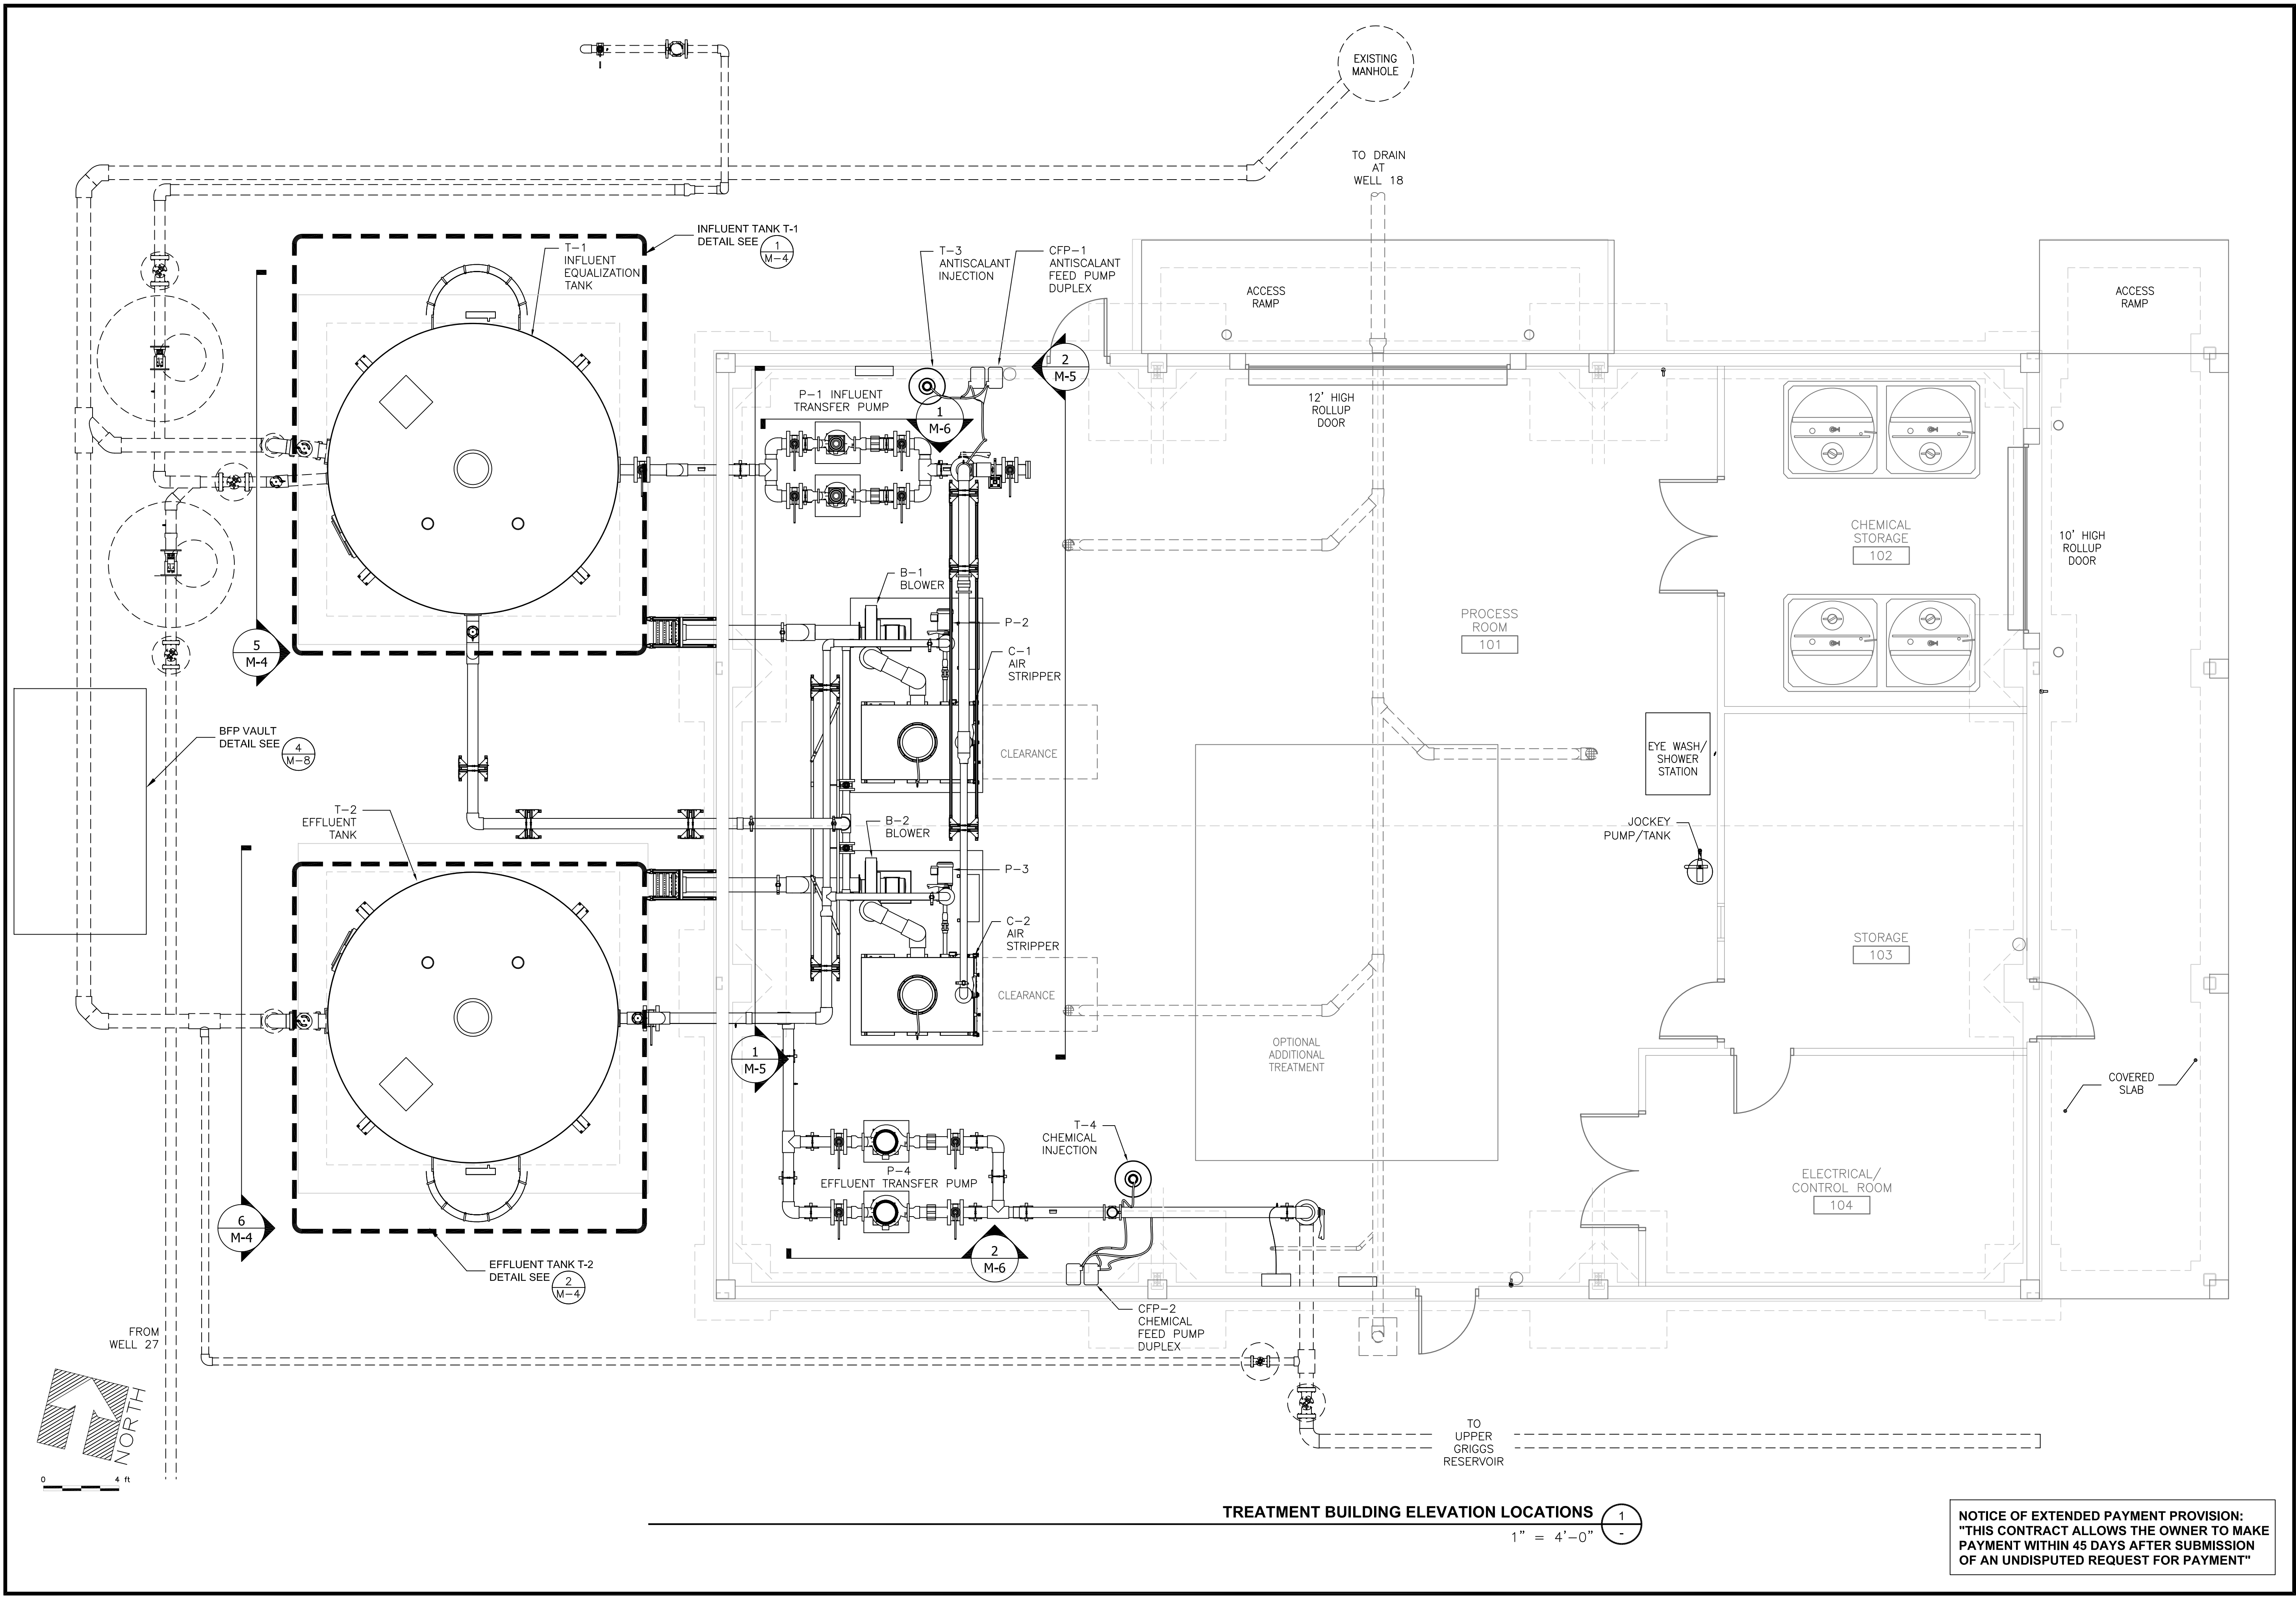 EXISTING
MANHOLE
TO DRAIN
AT
WELL 18
INFLUENT TANK T-1
DETAIL SEE
1
M-4
T-1
INFLUENT
EQUALIZATION
TANK
T-3
ANTISCALANT
INJECTION
CFP-1
ANTISCALANT
FEED PUMP
DUPLEX
ACCESS
RAMP
ACCESS
RAMP
2
M-5
P-1 INFLUENT
TRANSFER PUMP
1
M-6
12' HIGH
ROLLUP
DOOR
CHEMICAL
STORAGE
102
10' HIGH
ROLLUP
DOOR
B-1
BLOWER
P-2
PROCESS
ROOM
101
5
M-4
C-1
AIR
STRIPPER
BFP VAULT
DETAIL SEE
4
M-8
CLEARANCE
EYE WASH/
SHOWER
STATION
T-2
EFFLUENT
TANK
B-2
BLOWER
JOCKEY
PUMP/TANK
P-3
C-2
AIR
STRIPPER
STORAGE
103
CLEARANCE
OPTIONAL
ADDITIONAL
TREATMENT
1
M-5
COVERED
SLAB
T-4
CHEMICAL
INJECTION
P-4
EFFLUENT TRANSFER PUMP
ELECTRICAL/
CONTROL ROOM
104
6
M-4
2
M-6
EFFLUENT TANK T-2
DETAIL SEE
2
M-4
CFP-2
CHEMICAL
FEED PUMP
DUPLEX
FROM
WELL 27
NORTH
0 4 ft
TO
UPPER
GRIGGS
RESERVOIR
TREATMENT BUILDING ELEVATION LOCATIONS
1
-
1" = 4'-0"
NOTICE OF EXTENDED PAYMENT PROVISION:
"THIS CONTRACT ALLOWS THE OWNER TO MAKE
PAYMENT WITHIN 45 DAYS AFTER SUBMISSION
OF AN UNDISPUTED REQUEST FOR PAYMENT"